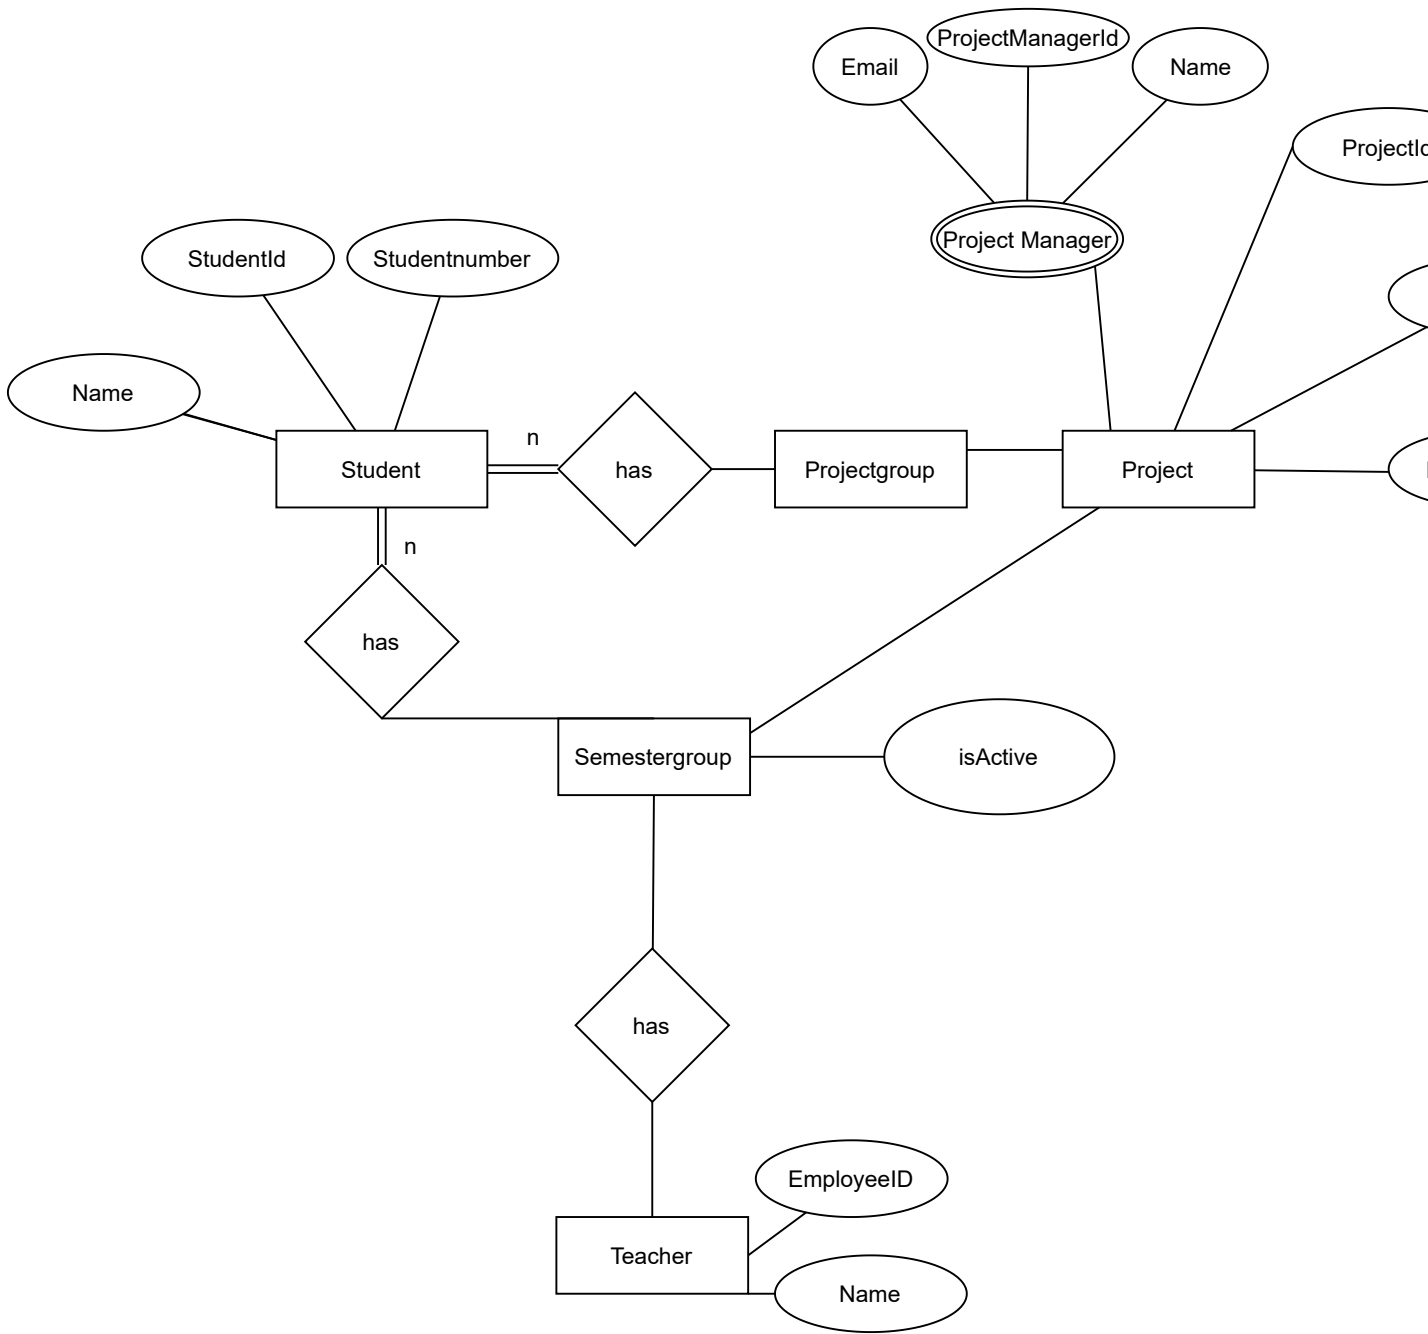 ProjectManagerId
Email
Name
ProjectId
Project Manager
StudentId
Studentnumber
Name
n
Student
has
Projectgroup
Project
n
has
Semestergroup
isActive
has
EmployeeID
Teacher
Name